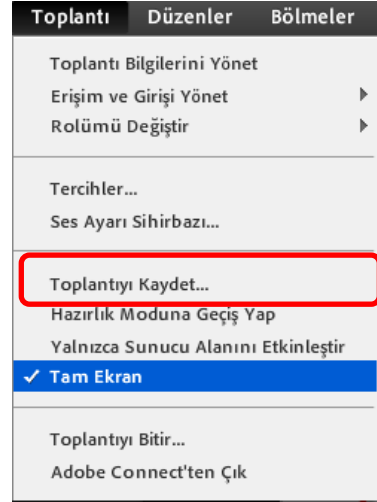 Toplantı Düzenler Bölmeler
Toplantı Bilgilerini Yönet
Erişim ve Girişi Yönet
Rolümü Değiştir
Tercihler...
Ses Ayarı Sihirbazı...
Toplantıyı Kaydet...
Hazırlık Moduna Geçiş Yap
Yalnızca Sunucu Alanını Etkinleştir
✓ Tam Ekran
Toplantıyı Bitir...
Adobe Connect'ten Çık